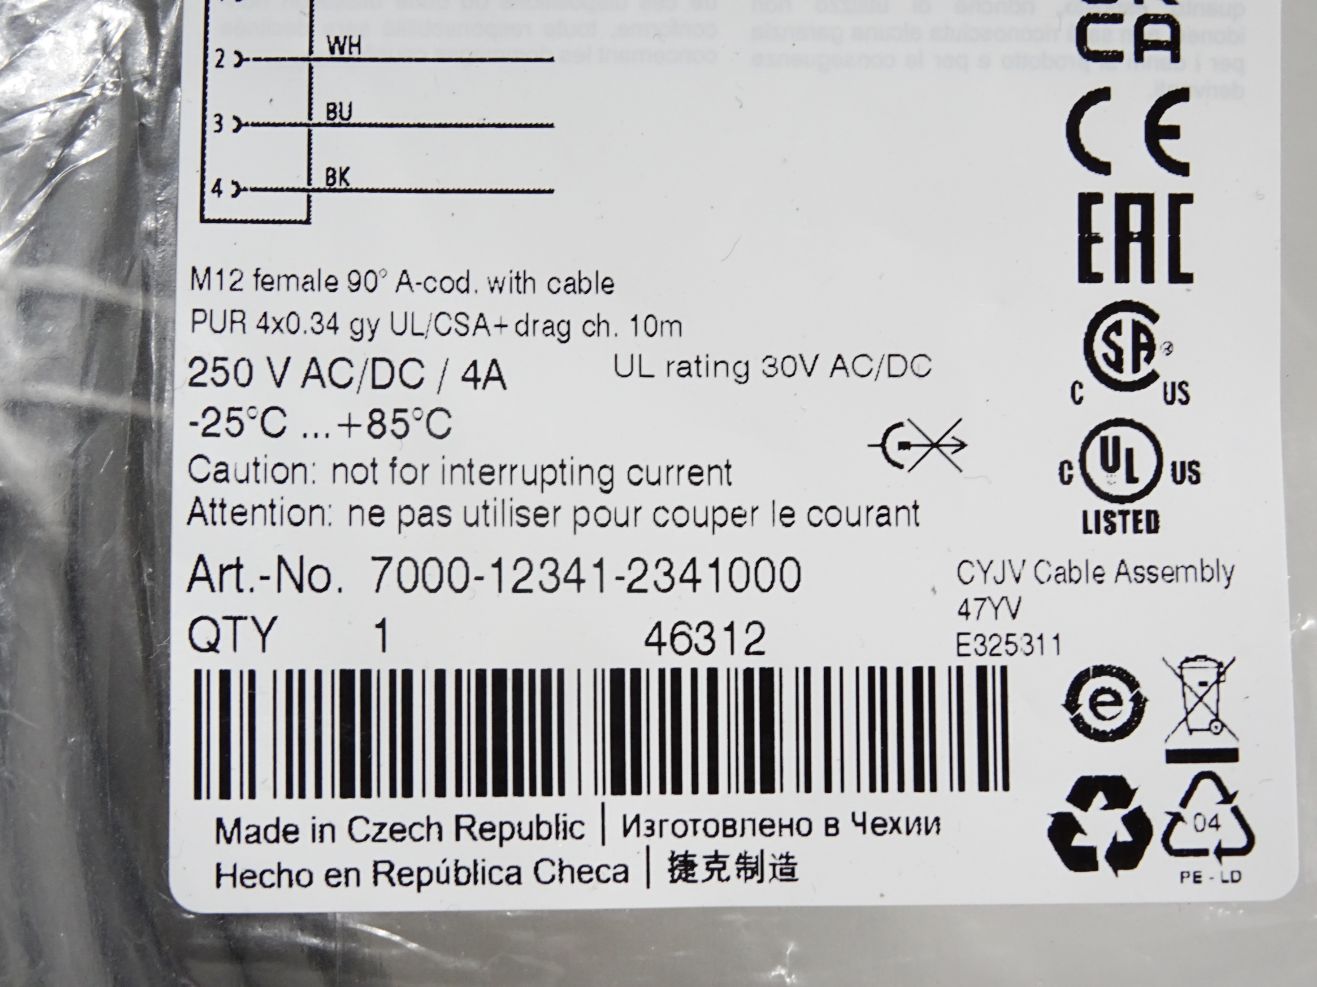 2 WH
3 BU
4 BK
M12 female 90° A-cod. with cable
PUR 4x0.34 gy UL/CSA+drag ch. 10m
250 V AC/DC / 4A UL rating 30V AC/DC
-25°C ...+85°C
Caution: not for interrupting current
Attention: ne pas utiliser pour couper le courant
Art.-No. 7000-12341-2341000
QTY 1 46312
Made in Czech Republic | Изготовлено в Чехии
Hecho en República Checa | 捷克制造
CA
CE
EAC
C SA US
C UL US
LISTED
CYJV Cable Assembly
47YV
E325311
e
04
PE-LD